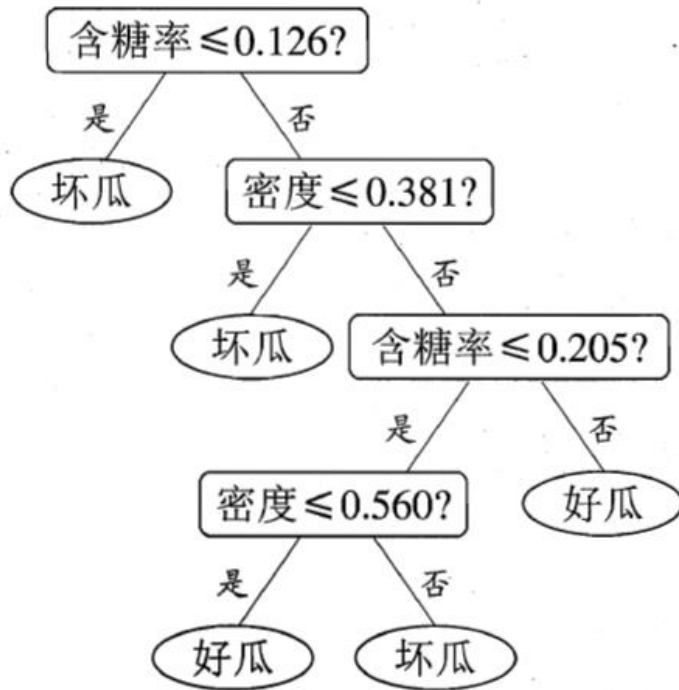 含糖率≤0.126?
是 否
坏瓜 密度≤0.381?
是 否
坏瓜 含糖率≤0.205?
是 否
密度≤0.560? 好瓜
是 否
好瓜 坏瓜